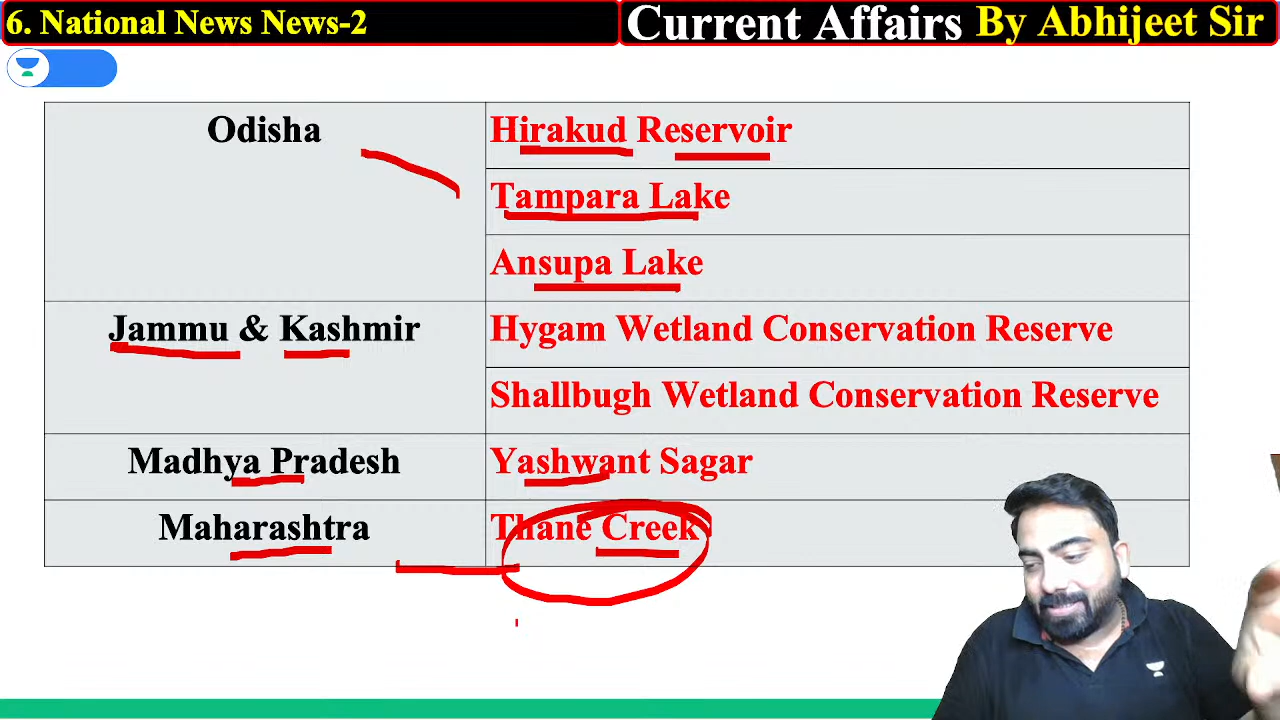 6. National News News-2
Current Affairs By Abhijeet Sir
Odisha
Hirakud Reservoir
Tampara Lake
Ansupa Lake
Jammu & Kashmir
Hygam Wetland Conservation Reserve
Shallbugh Wetland Conservation Reserve
Madhya Pradesh
Yashwant Sagar
Maharashtra
Thane Creek